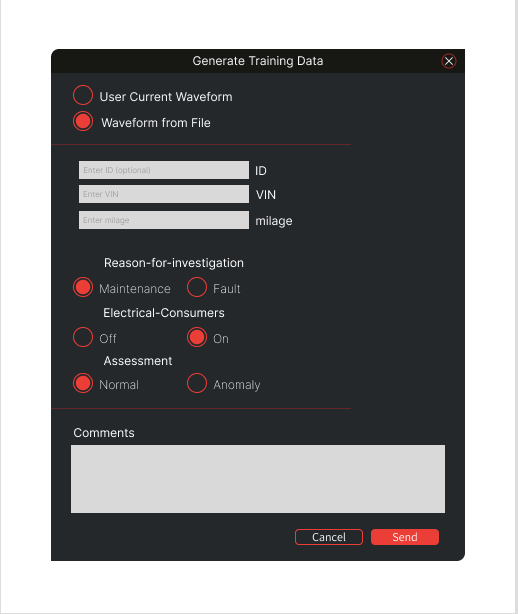 Generate Training Data
User Current Waveform
Waveform from File
Enter ID (optional) ID
Enter VIN VIN
Enter milage milage
Reason-for-investigation
Maintenance Fault
Electrical-Consumers
Off On
Assessment
Normal Anomaly
Comments
Cancel Send